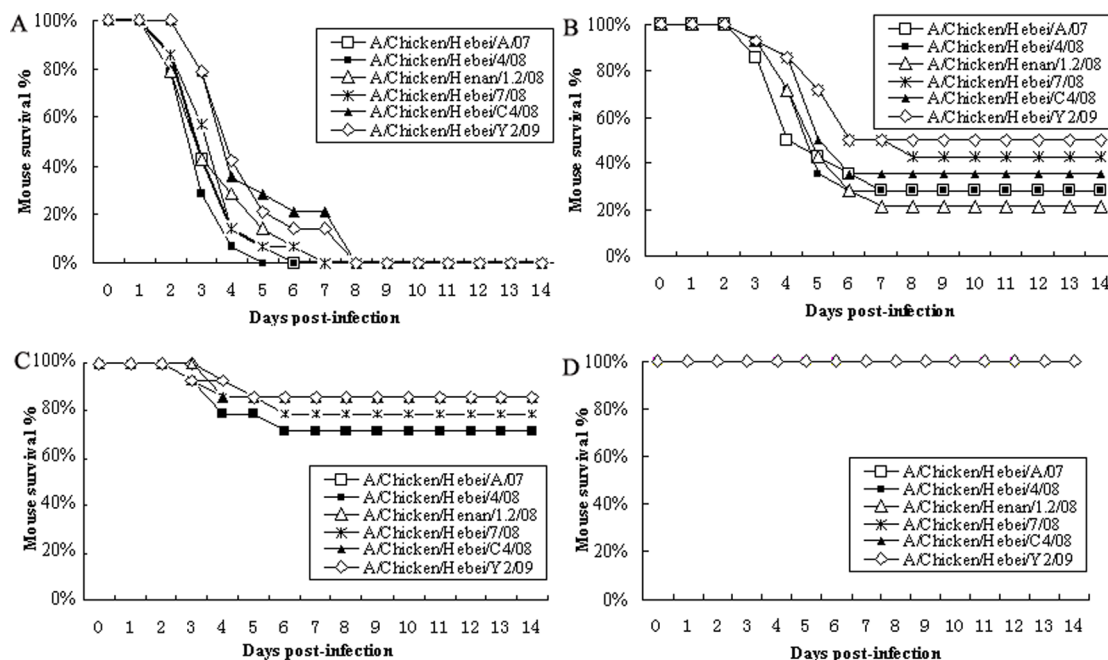 A
Mouse survival %
100%
80%
60%
40%
20%
0%
0 1 2 3 4 5 6 7 8 9 10 11 12 13 14
Days post-infection
A/Chicken/Hebei/A/07
A/Chicken/Hebei/4/08
A/Chicken/Henan/1.2/08
A/Chicken/Hebei/7/08
A/Chicken/Hebei/C4/08
A/Chicken/Hebei/Y2/09
B
Mouse survival %
100%
80%
60%
40%
20%
0%
0 1 2 3 4 5 6 7 8 9 10 11 12 13 14
Days post-infection
A/Chicken/Hebei/A/07
A/Chicken/Hebei/4/08
A/Chicken/Henan/1.2/08
A/Chicken/Hebei/7/08
A/Chicken/Hebei/C4/08
A/Chicken/Hebei/Y2/09
C
Mouse survival %
100%
80%
60%
40%
20%
0%
0 1 2 3 4 5 6 7 8 9 10 11 12 13 14
Days post-infection
A/Chicken/Hebei/A/07
A/Chicken/Hebei/4/08
A/Chicken/Henan/1.2/08
A/Chicken/Hebei/7/08
A/Chicken/Hebei/C4/08
A/Chicken/Hebei/Y2/09
D
Mouse survival %
100%
80%
60%
40%
20%
0%
0 1 2 3 4 5 6 7 8 9 10 11 12 13 14
Days post-infection
A/Chicken/Hebei/A/07
A/Chicken/Hebei/4/08
A/Chicken/Henan/1.2/08
A/Chicken/Hebei/7/08
A/Chicken/Hebei/C4/08
A/Chicken/Hebei/Y2/09